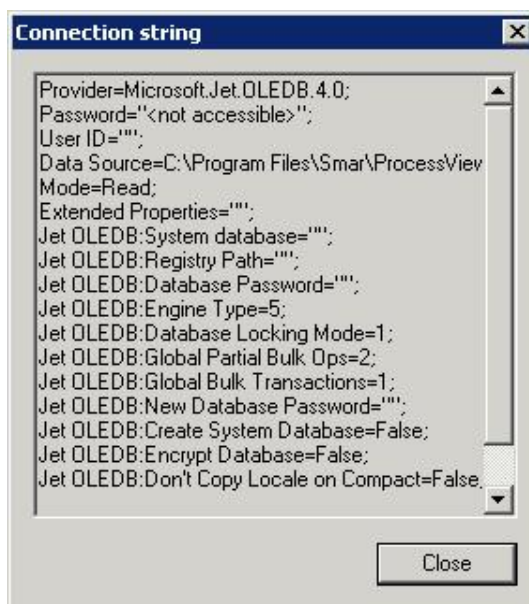 Connection string
Provider=Microsoft.Jet.OLEDB.4.0;
Password="<not accessible>";
User ID="";
Data Source=C:\Program Files\Smar\ProcessView
Mode=Read;
Extended Properties="";
Jet OLEDB:System database="";
Jet OLEDB:Registry Path="";
Jet OLEDB:Database Password="";
Jet OLEDB:Engine Type=5;
Jet OLEDB:Database Locking Mode=1;
Jet OLEDB:Global Partial Bulk Ops=2;
Jet OLEDB:Global Bulk Transactions=1;
Jet OLEDB:New Database Password="";
Jet OLEDB:Create System Database=False;
Jet OLEDB:Encrypt Database=False;
Jet OLEDB:Don't Copy Locale on Compact=False;
Close